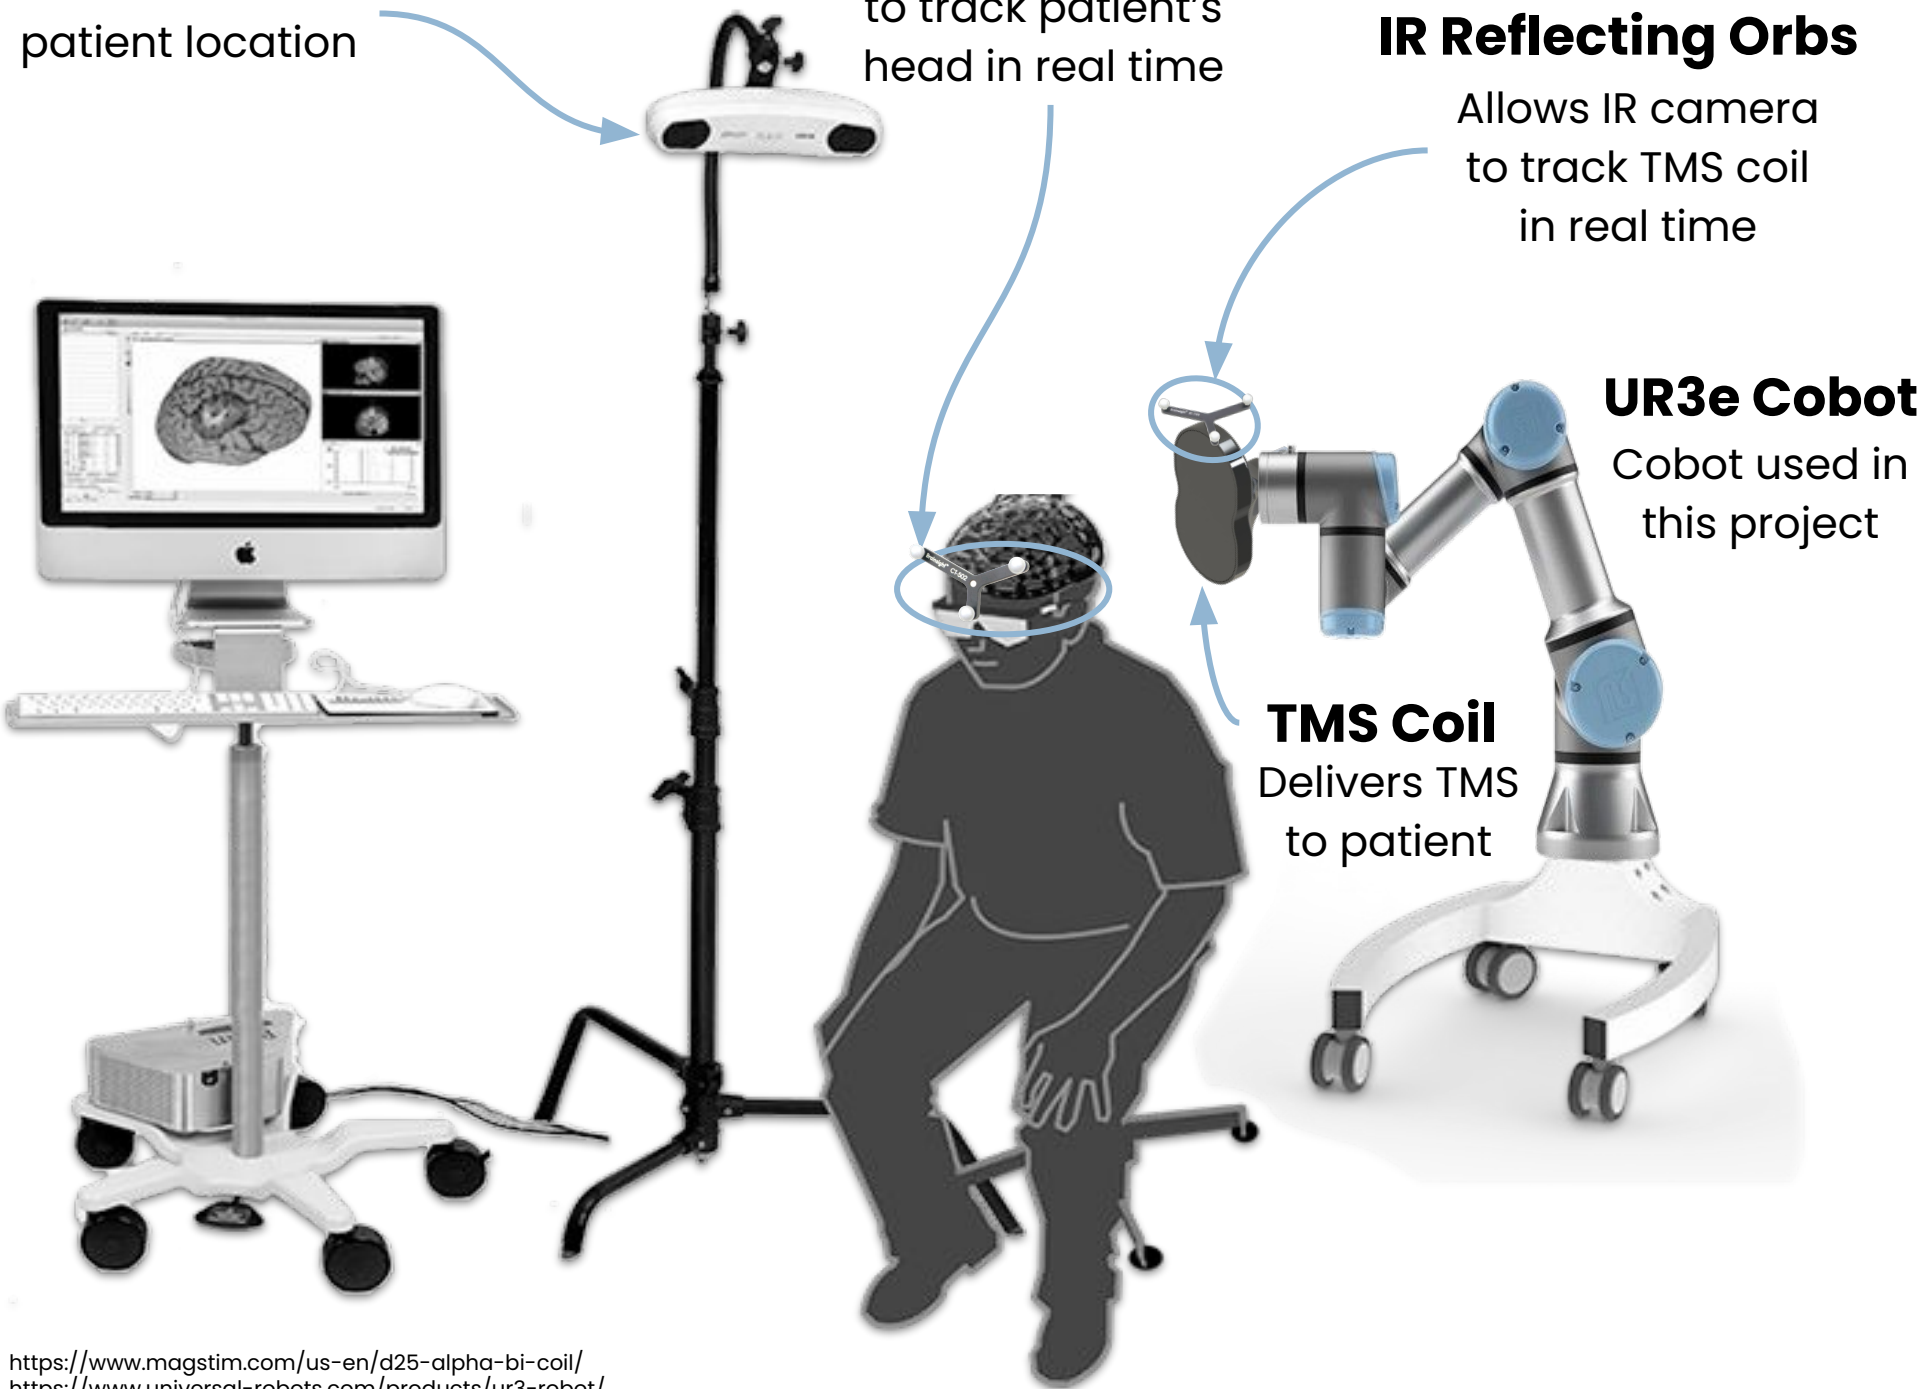 patient location
to track patient's
head in real time
IR Reflecting Orbs
Allows IR camera
to track TMS coil
in real time
UR3e Cobot
Cobot used in
this project
TMS Coil
Delivers TMS
to patient
https://www.magstim.com/us-en/d25-alpha-bi-coil/
https://www.universal-robots.com/products/ur3-robot/